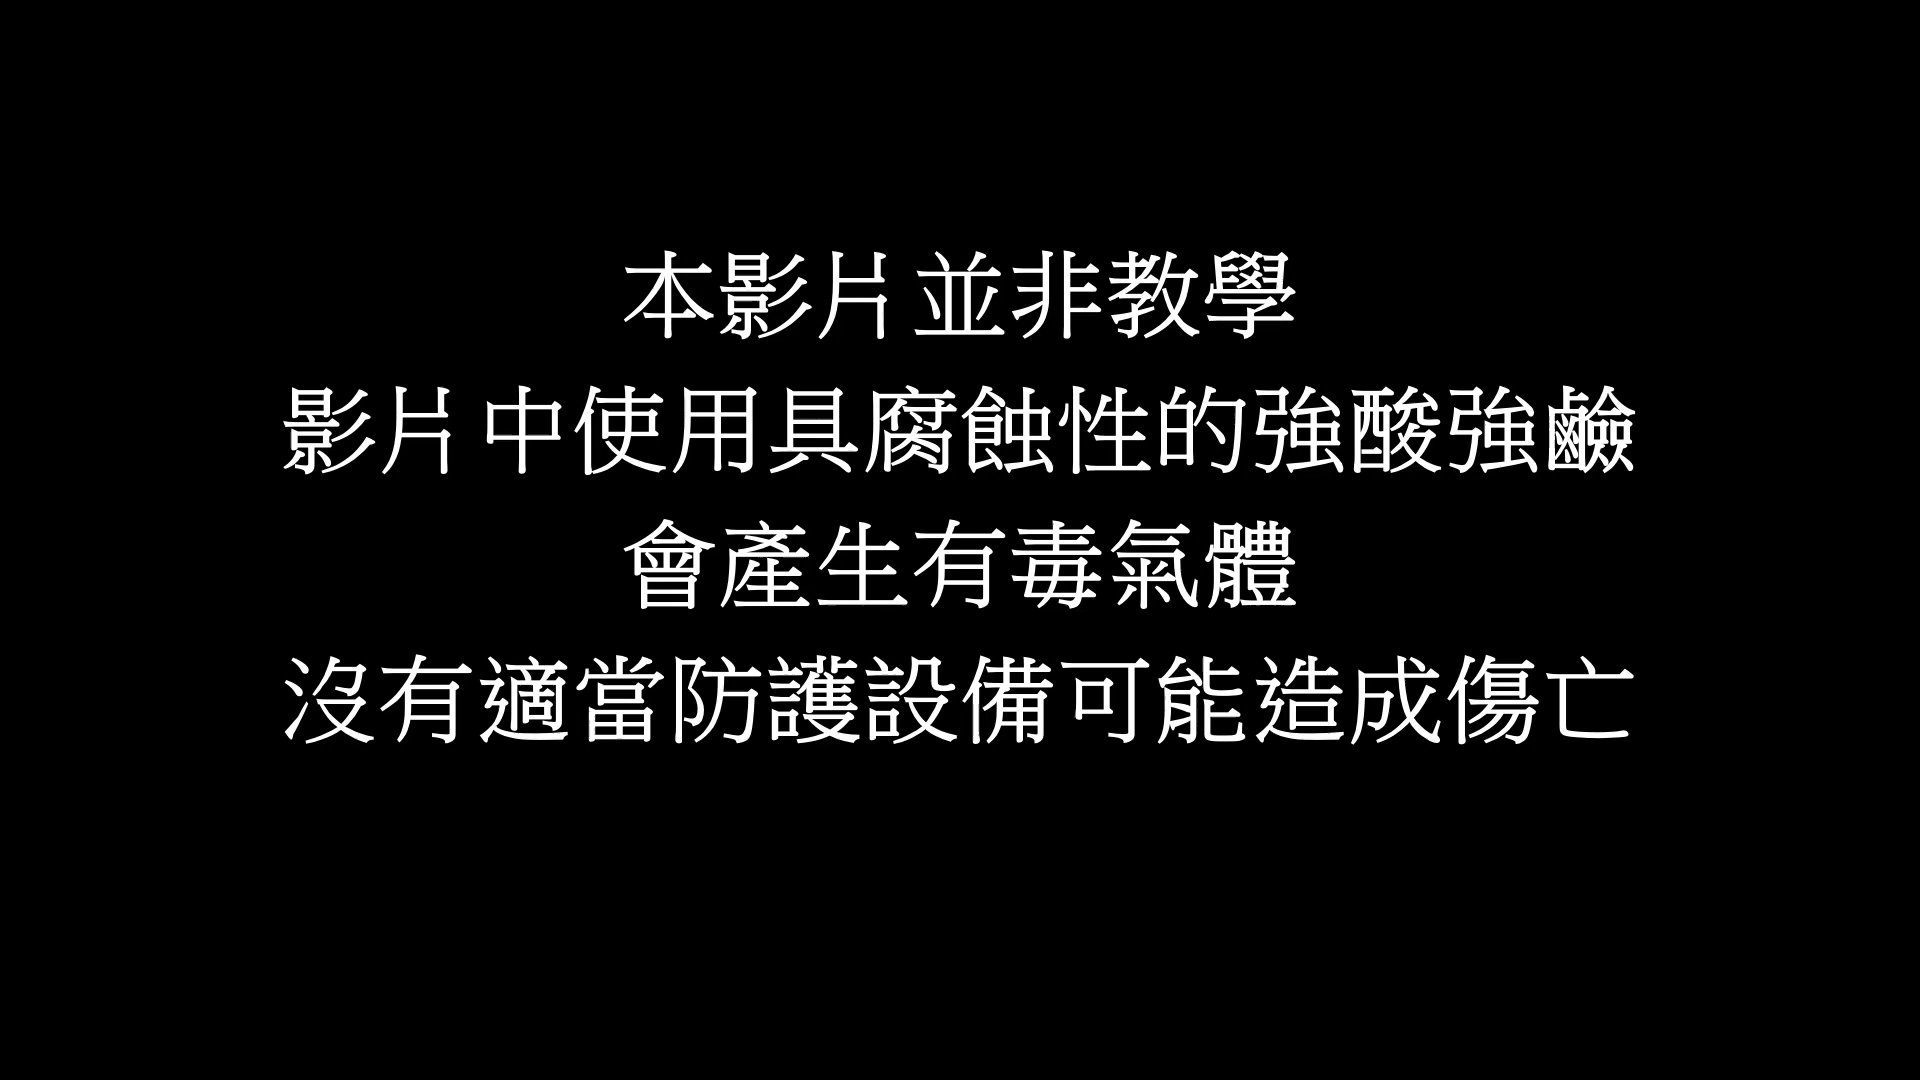 本影片並非教學
影片中使用具腐蝕性的強酸強鹼
會產生有毒氣體
沒有適當防護設備可能造成傷亡